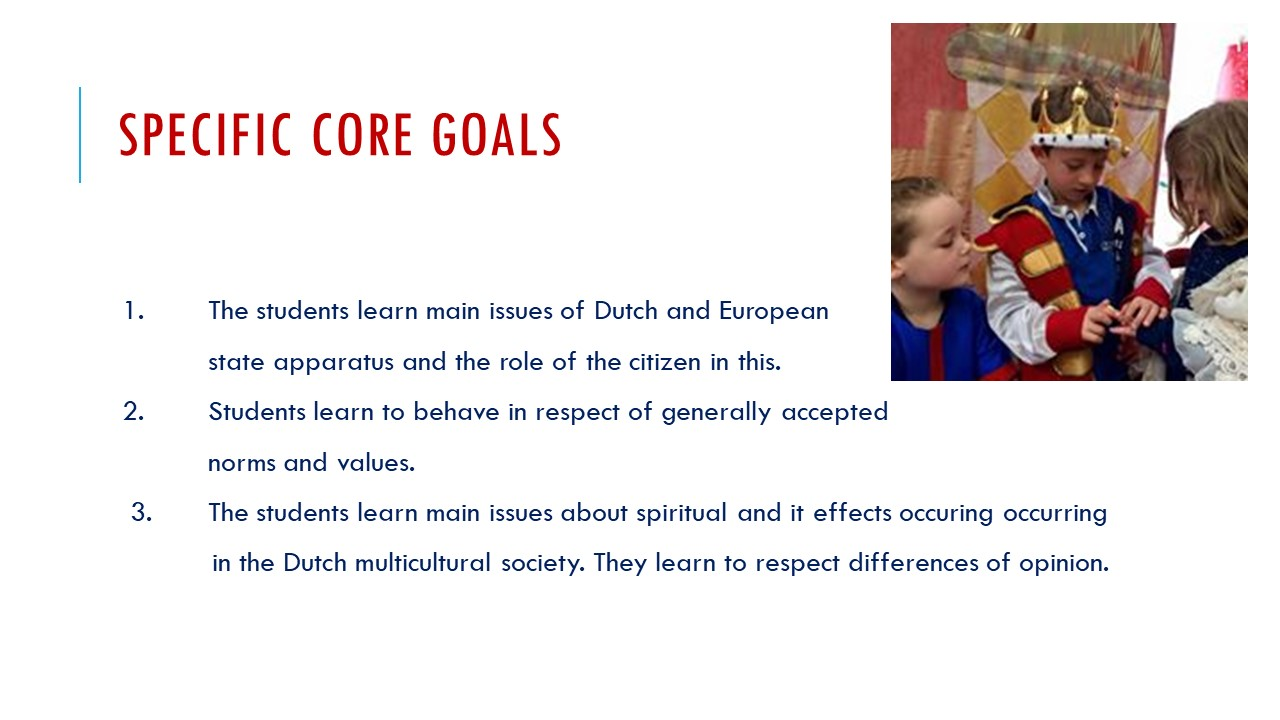 SPECIFIC CORE GOALS
1. The students learn main issues of Dutch and European
state apparatus and the role of the citizen in this.
2. Students learn to behave in respect of generally accepted
norms and values.
3. The students learn main issues about spiritual and it effects occuring occurring
in the Dutch multicultural society. They learn to respect differences of opinion.